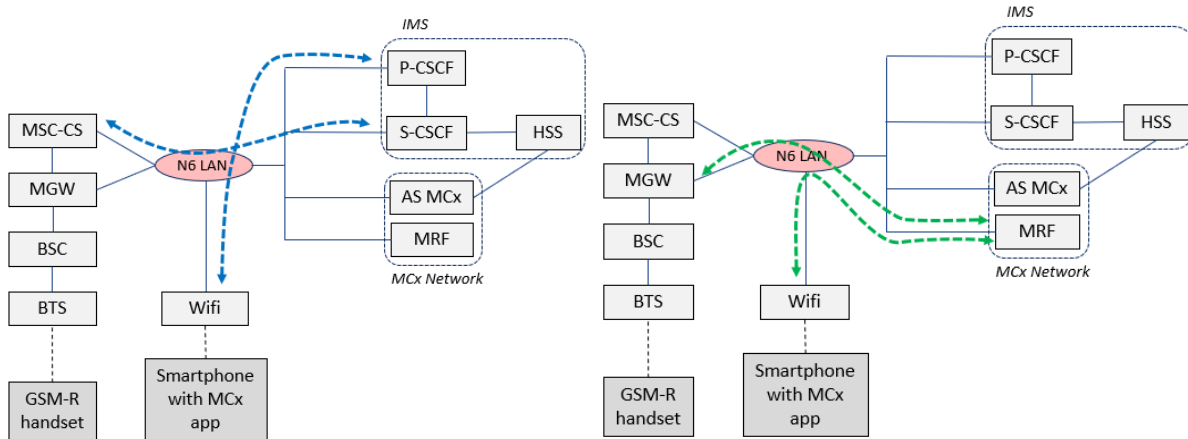 IMS
P-CSCF
MSC-CS
S-CSCF
HSS
N6 LAN
MGW
AS MCx
BSC
MRF
MCx Network
BTS
Wifi
GSM-R
handset
Smartphone
with MCx
app
IMS
P-CSCF
MSC-CS
S-CSCF
HSS
N6 LAN
MGW
AS MCx
BSC
MRF
MCx Network
BTS
Wifi
GSM-R
handset
Smartphone
with MCx
app